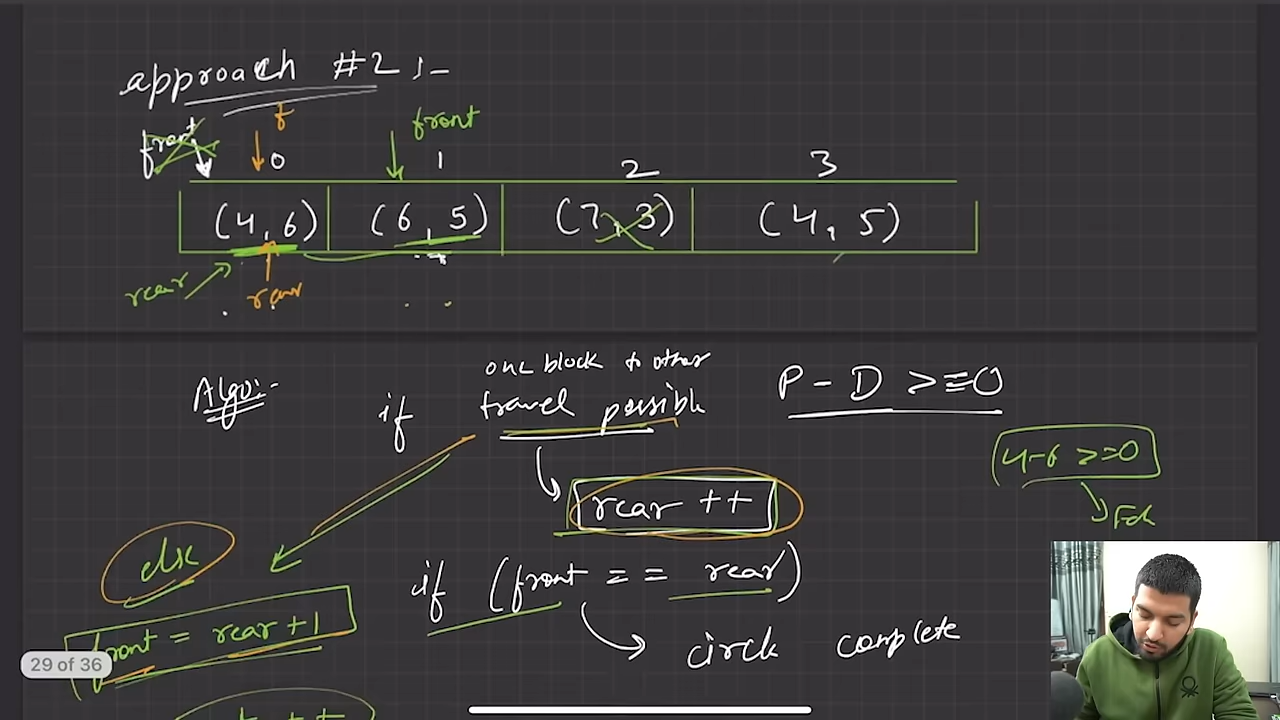 approach #2 :-
front f front
0 1 2 3
(4, 6) (6, 5) (7, 3) (4, 5)
rear rear
Algo:-
if one block to other travel possible P - D >= 0
4-6 >=0
rear ++
else
if (front == rear)
front = rear+1
circle complete
29 of 36